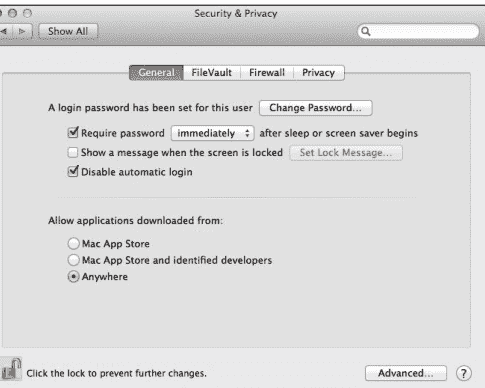 Security & Privacy
Show All
General FileVault Firewall Privacy
A login password has been set for this user Change Password...
Require password immediately after sleep or screen saver begins
Show a message when the screen is locked Set Lock Message...
Disable automatic login
Allow applications downloaded from:
Mac App Store
Mac App Store and identified developers
Anywhere
Click the lock to prevent further changes. Advanced... ?